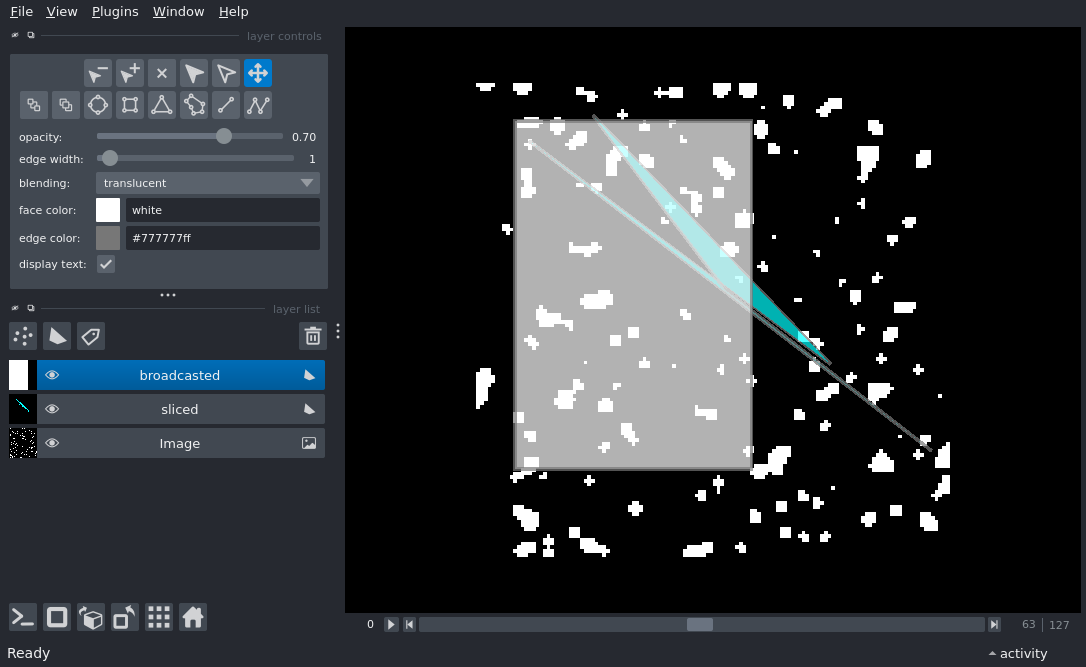 File View Plugins Window Help
layer controls
opacity: 0.70
edge width: 1
blending: translucent
face color: white
edge color: #777777ff
display text:
layer list
broadcasted
sliced
Image
0 63 127
Ready activity